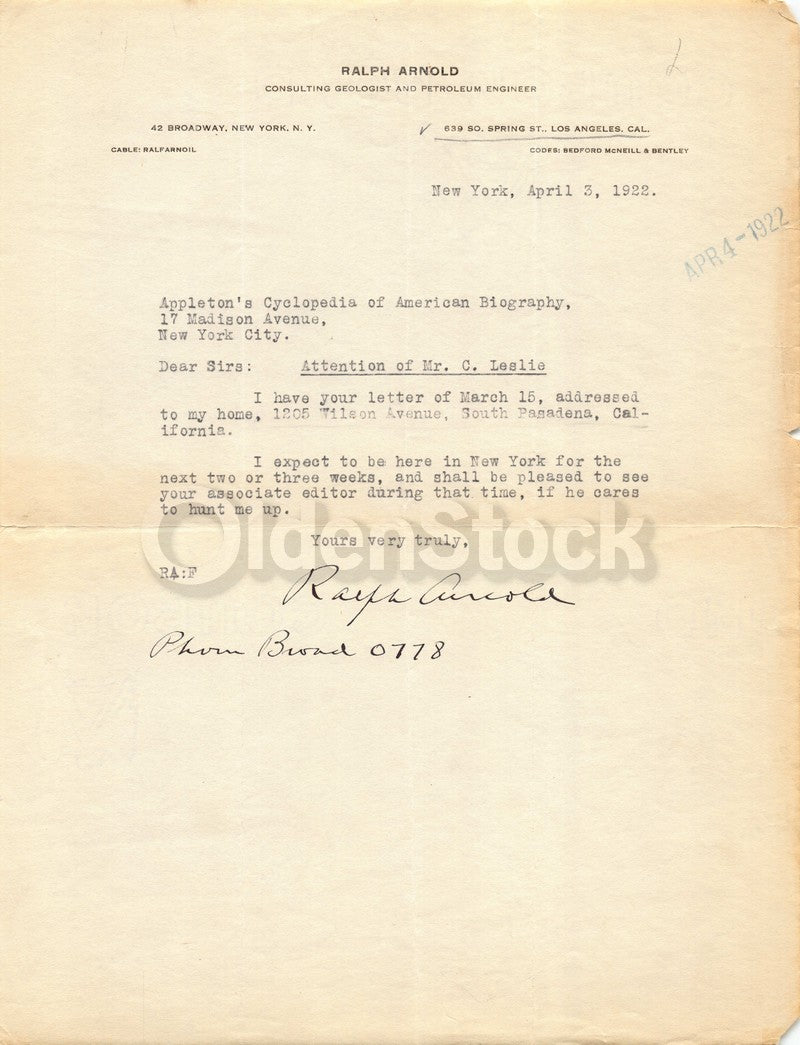 RALPH ARNOLD
CONSULTING GEOLOGIST AND PETROLEUM ENGINEER
42 BROADWAY, NEW YORK, N. Y.
✓ 639 SO. SPRING ST., LOS ANGELES, CAL.
CABLE: RALFARNOIL
CODES: BEDFORD McNEILL & BENTLEY
New York, April 3, 1922.
APR 4-1922
Appleton's Cyclopedia of American Biography,
17 Madison Avenue,
New York City.
Dear Sirs: Attention of Mr. C. Leslie
I have your letter of March 15, addressed
to my home, 1205 Wilson Avenue, South Pasadena, Cal-
ifornia.
I expect to be here in New York for the
next two or three weeks, and shall be pleased to see
your associate editor during that time, if he cares
to hunt me up.
OldenStock
Yours very truly,
RA:F
Ralph Arnold
Phone Broad 0778